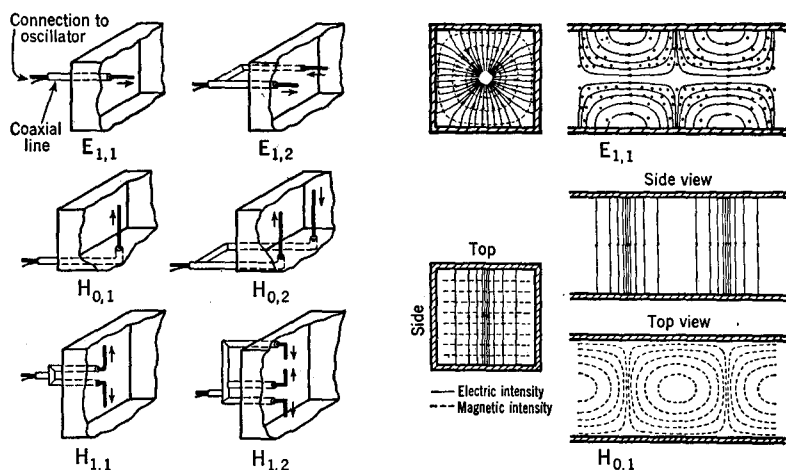 Connection to
oscillator
Coaxial
line
E1,1
E1,2
H0,1
H0,2
H1,1
H1,2
E1,1
Side view
Top
Side
Top view
Electric intensity
Magnetic intensity
H0,1